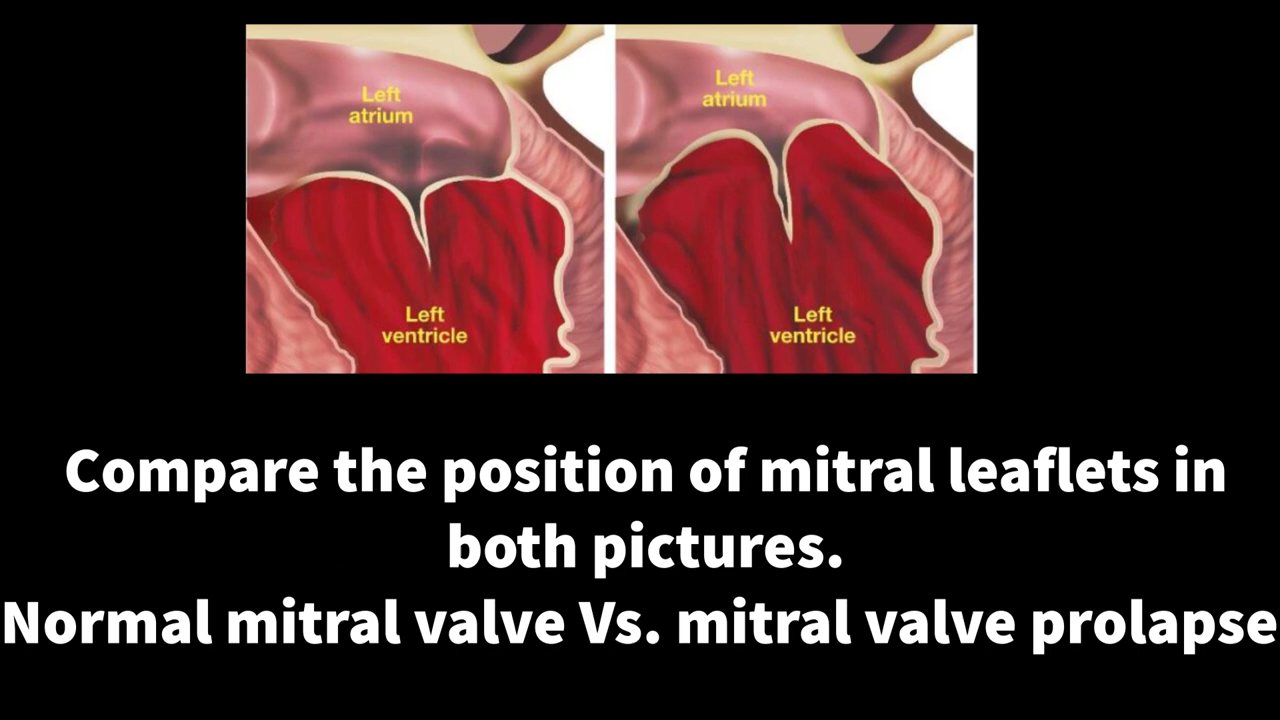 Left
atrium
Left
atrium
Left
ventricle
Left
ventricle
Compare the position of mitral leaflets in
both pictures.
Normal mitral valve Vs. mitral valve prolapse